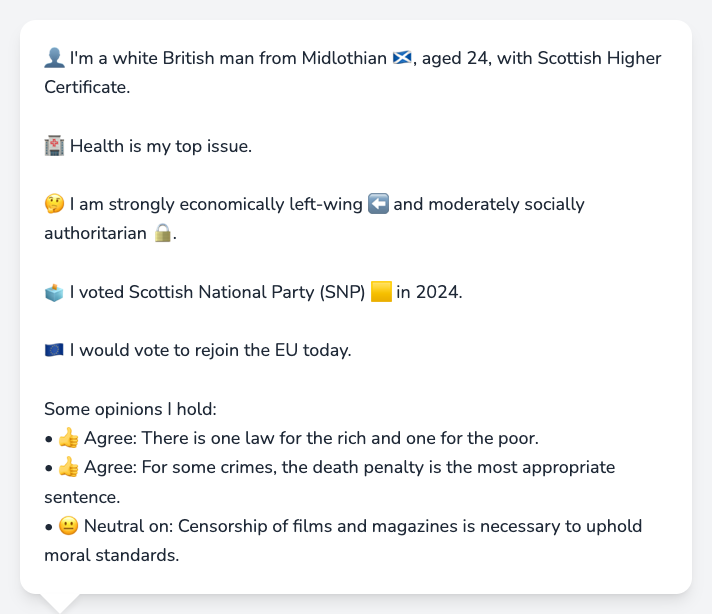 👤 I'm a white British man from Midlothian 🏴󠁧󠁢󠁳󠁣󠁴󠁿, aged 24, with Scottish Higher
Certificate.
🏥 Health is my top issue.
🤔 I am strongly economically left-wing ⬅️ and moderately socially
authoritarian 🔒.
🗳️ I voted Scottish National Party (SNP) 🟨 in 2024.
🇪🇺 I would vote to rejoin the EU today.
Some opinions I hold:
• 👍 Agree: There is one law for the rich and one for the poor.
• 👍 Agree: For some crimes, the death penalty is the most appropriate
sentence.
• 😐 Neutral on: Censorship of films and magazines is necessary to uphold
moral standards.